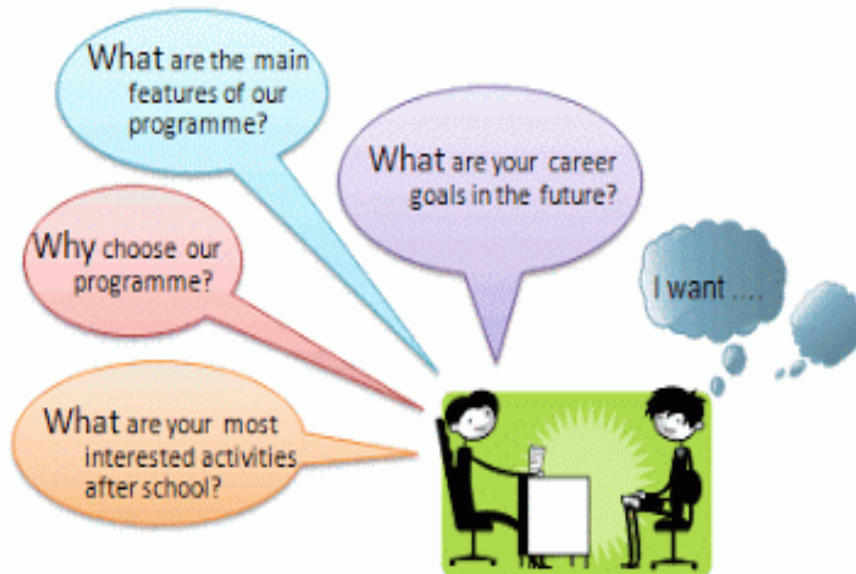 What are the main
features of our
programme?
What are your career
goals in the future?
Why choose our
programme?
I want ....
What are your most
interested activities
after school?